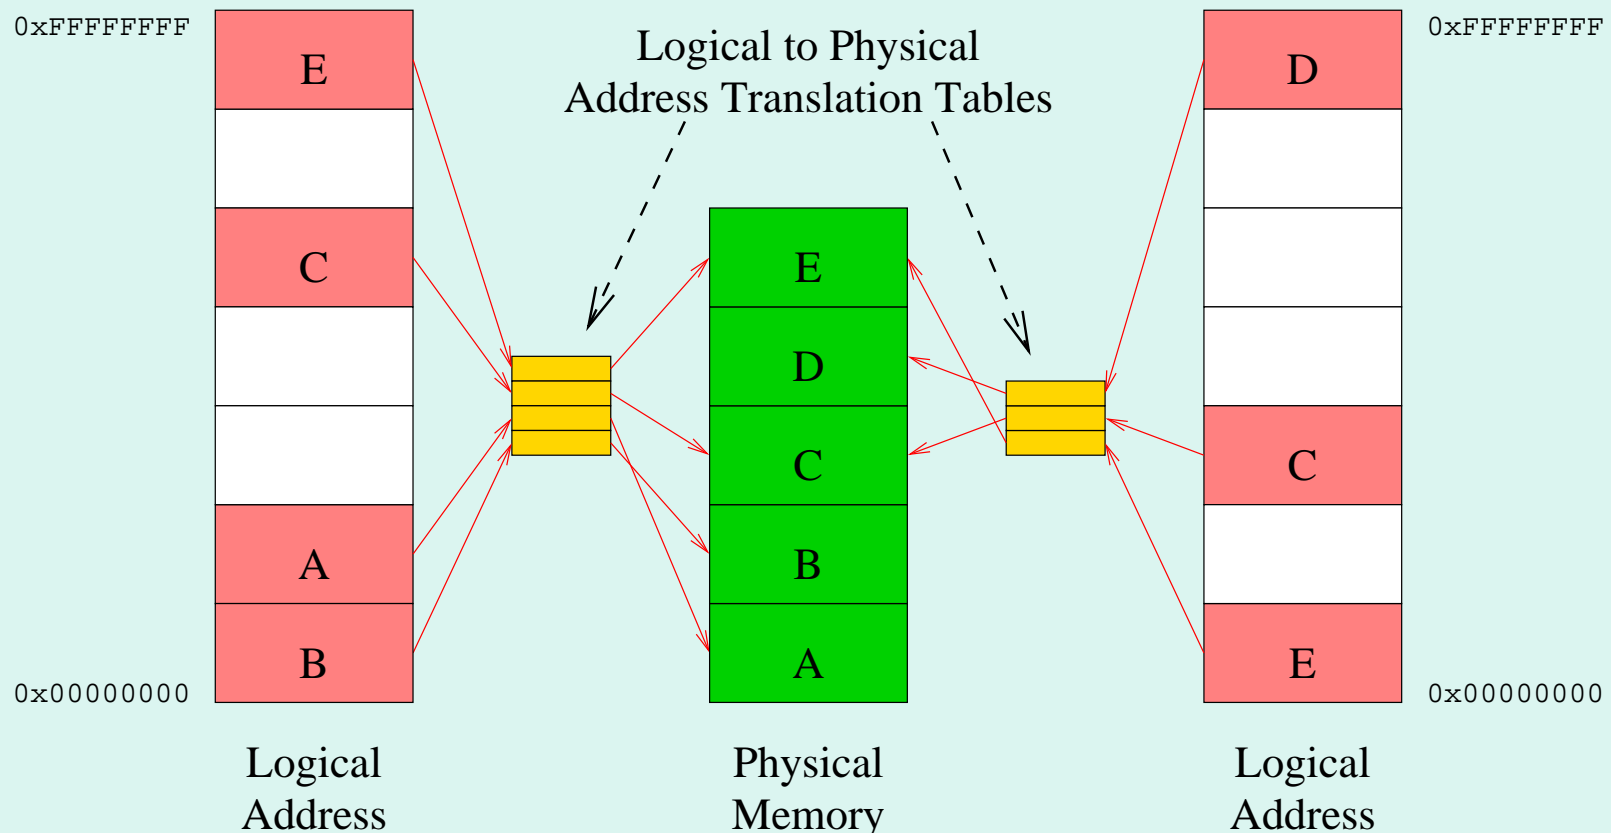 0xFFFFFFFF
E
C
A
B
0x00000000
Logical
Address
Logical to Physical
Address Translation Tables
E
D
C
B
A
Physical
Memory
0xFFFFFFFF
D
C
E
0x00000000
Logical
Address